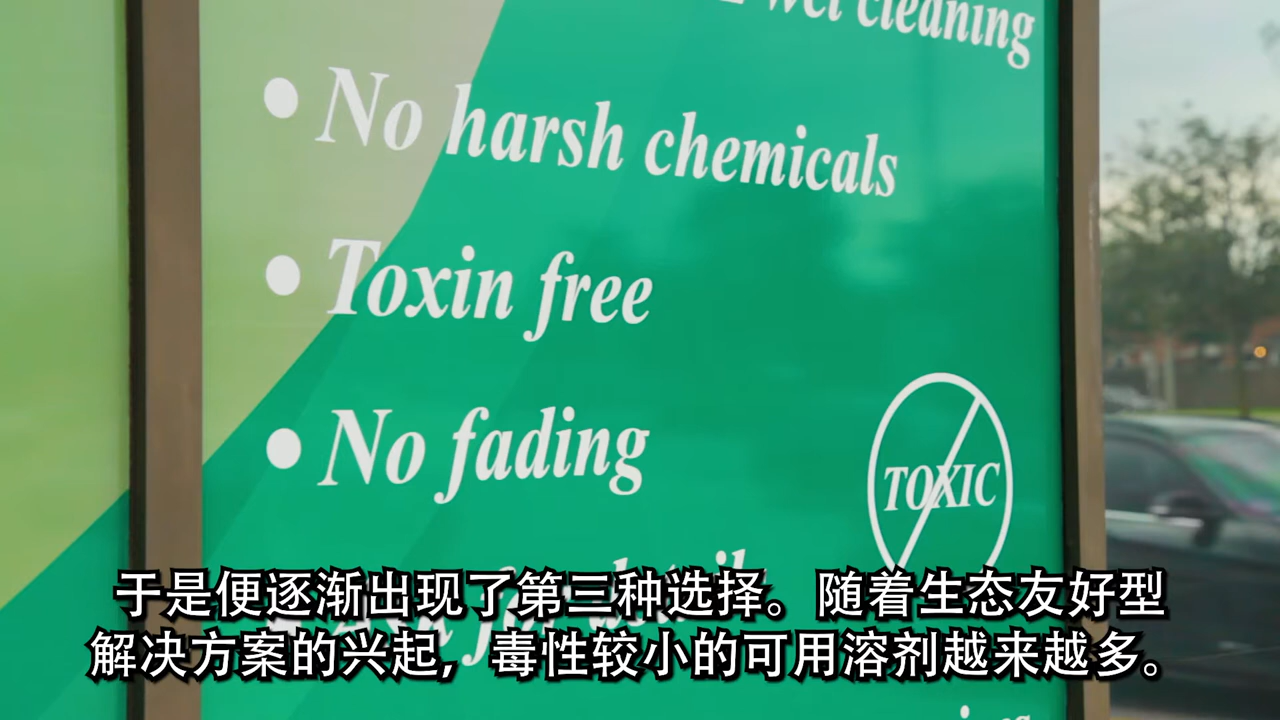 wet cleaning
• No harsh chemicals
• Toxin free
• No fading
TOXIC
于是便逐渐出现了第三种选择。随着生态友好型
解决方案的兴起，毒性较小的可用溶剂越来越多。